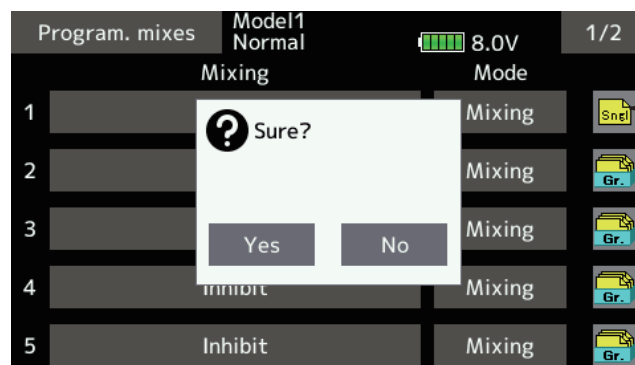 Program. mixes
Model1
Normal
8.0V
1/2
Mixing
Mode
1
Mixing
Sngl
Sure?
2
Mixing
Gr.
3
Mixing
Gr.
Yes
No
4
Inhibit
Mixing
Gr.
5
Inhibit
Mixing
Gr.